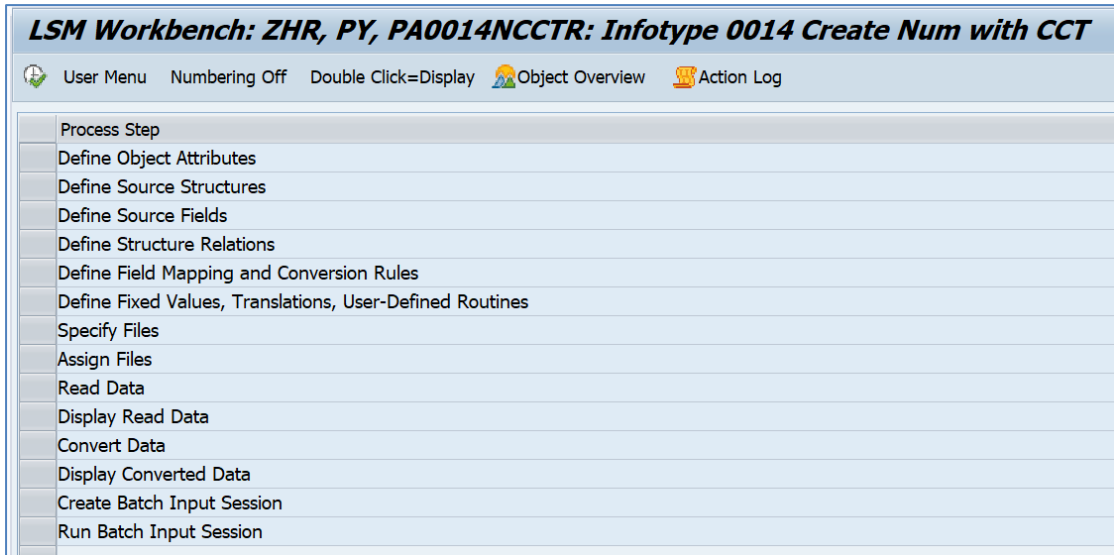 LSM Workbench: ZHR, PY, PA0014NCCTR: Infotype 0014 Create Num with CCT
User Menu Numbering Off Double Click=Display Object Overview Action Log
Process Step
Define Object Attributes
Define Source Structures
Define Source Fields
Define Structure Relations
Define Field Mapping and Conversion Rules
Define Fixed Values, Translations, User-Defined Routines
Specify Files
Assign Files
Read Data
Display Read Data
Convert Data
Display Converted Data
Create Batch Input Session
Run Batch Input Session